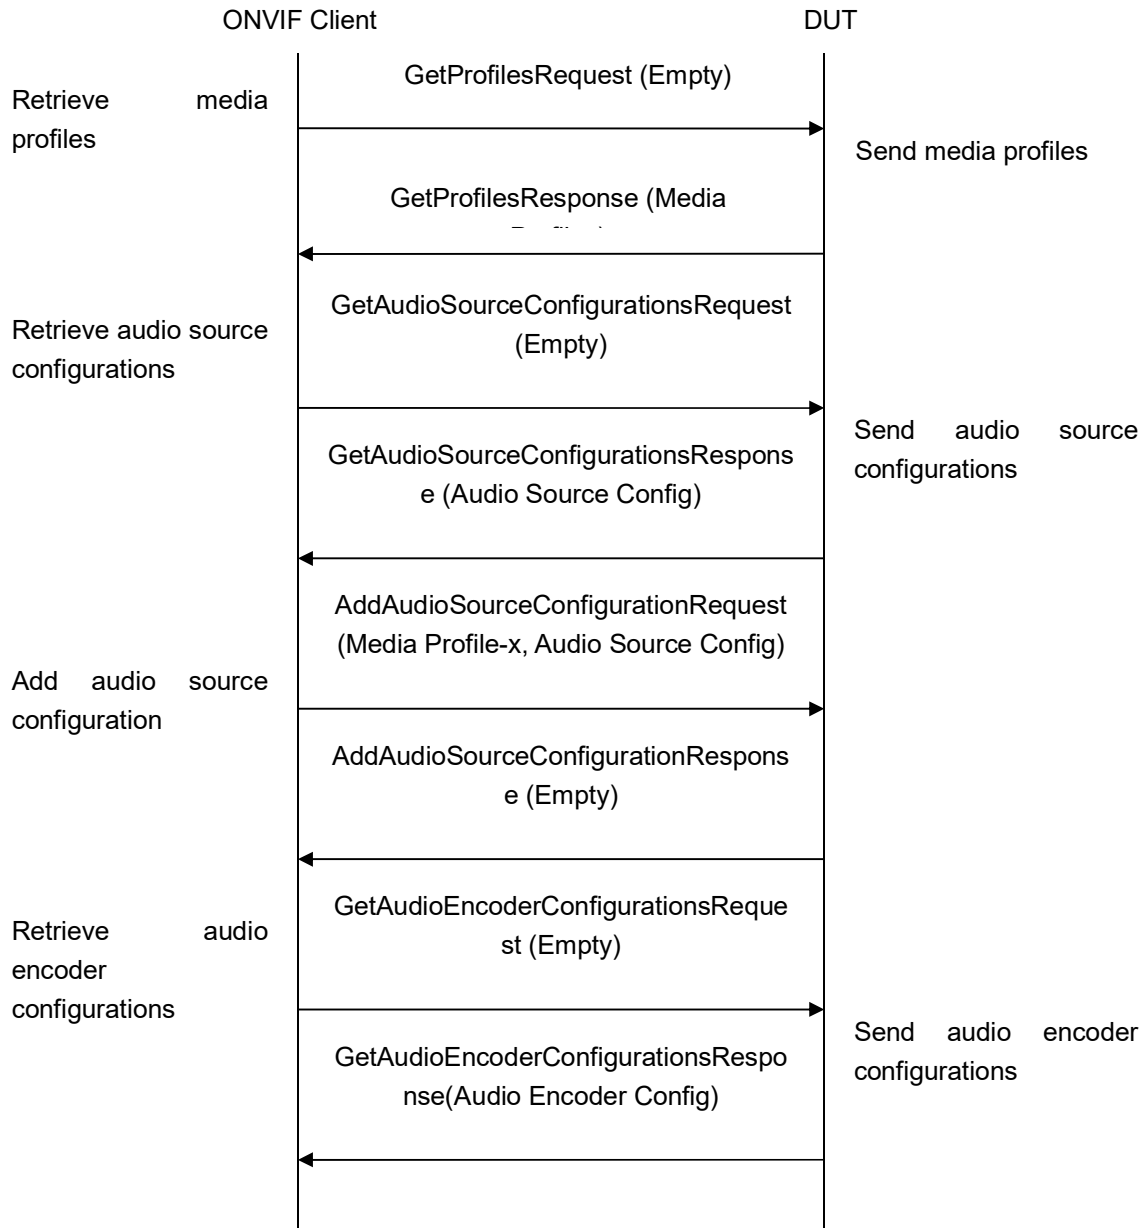 ONVIF Client
DUT
GetProfilesRequest (Empty)
Retrieve media
profiles
Send media profiles
GetProfilesResponse (Media
GetAudioSourceConfigurationsRequest
(Empty)
Retrieve audio source
configurations
Send audio source
configurations
GetAudioSourceConfigurationsRespons
e (Audio Source Config)
AddAudioSourceConfigurationRequest
(Media Profile-x, Audio Source Config)
Add audio source
configuration
AddAudioSourceConfigurationRespons
e (Empty)
GetAudioEncoderConfigurationsReque
st (Empty)
Retrieve audio
encoder
configurations
Send audio encoder
configurations
GetAudioEncoderConfigurationsRespo
nse(Audio Encoder Config)